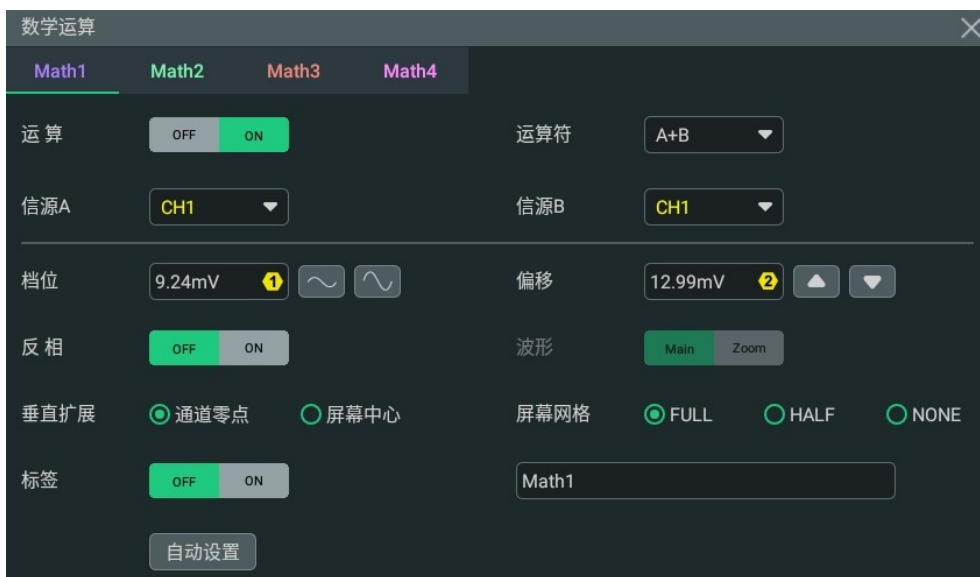 数学运算
Math1 Math2 Math3 Math4
运算 OFF ON 运算符 A+B
信源A CH1 信源B CH1
档位 9.24mV 1 偏移 12.99mV 2
反相 OFF ON 波形 Main Zoom
垂直扩展 通道零点 屏幕中心 屏幕网格 FULL HALF NONE
标签 OFF ON Math1
自动设置